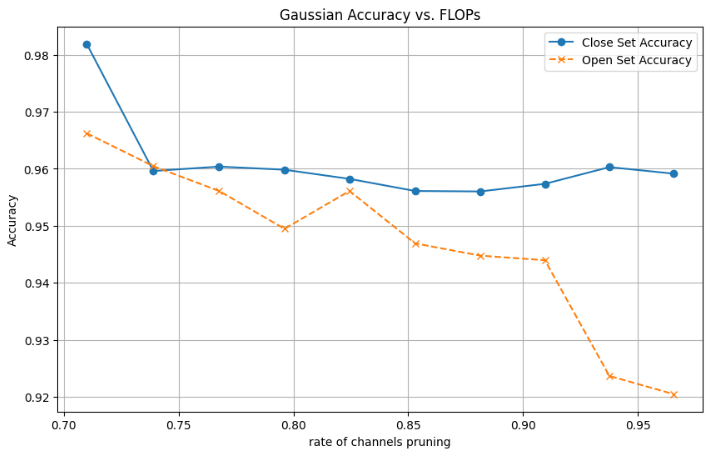 Gaussian Accuracy vs. FLOPs
Close Set Accuracy
Open Set Accuracy
0.98
0.97
0.96
0.95
0.94
0.93
0.92
Accuracy
0.70 0.75 0.80 0.85 0.90 0.95
rate of channels pruning